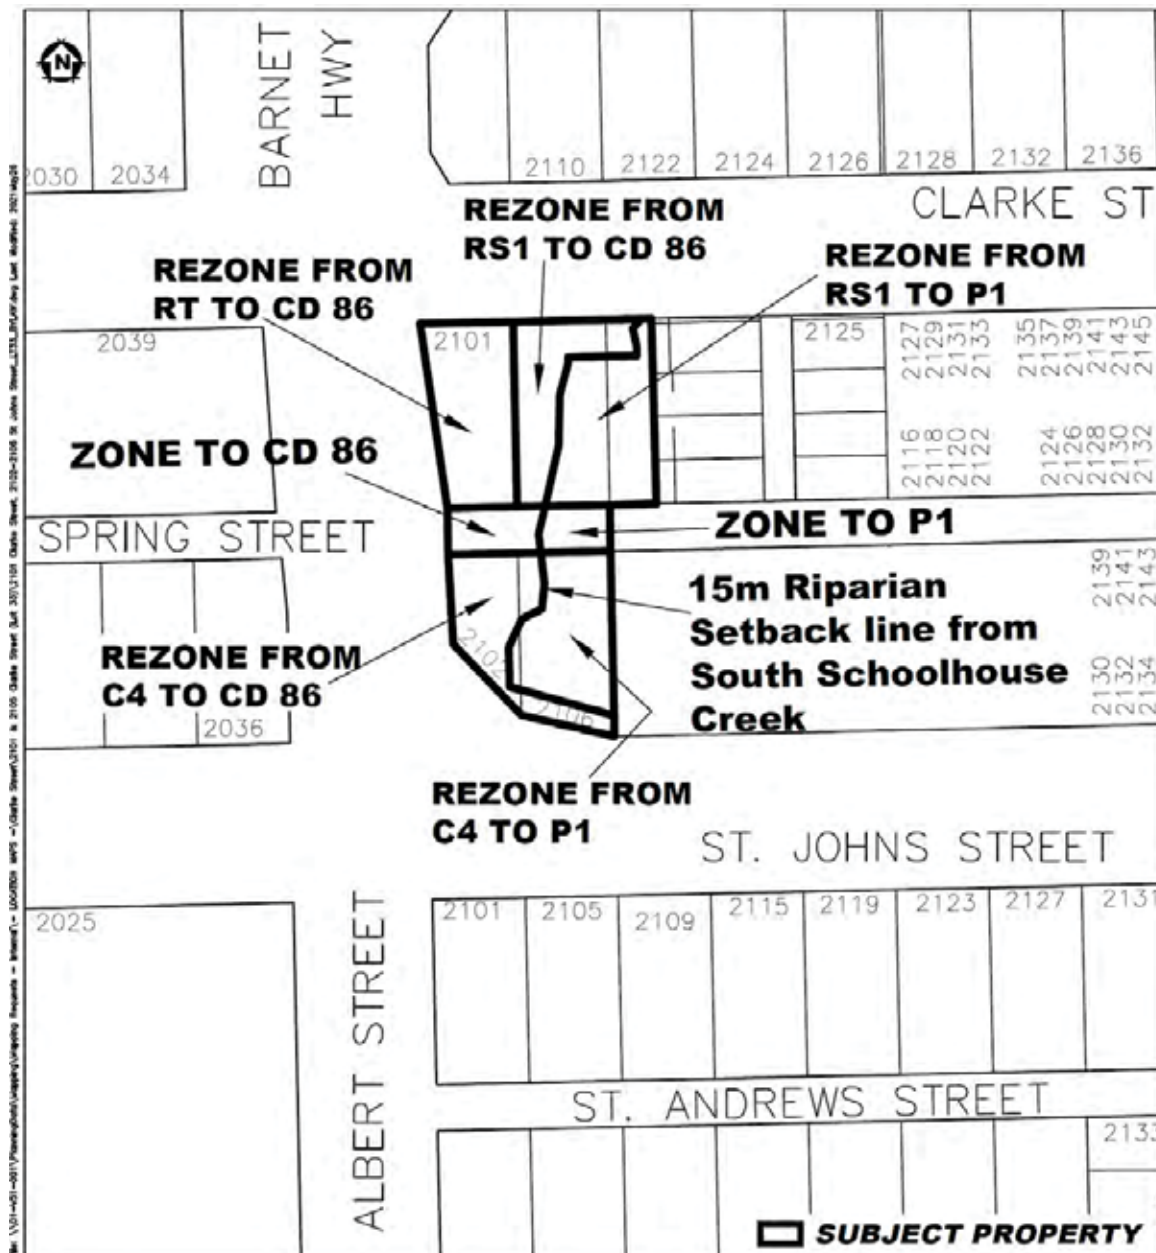 N
BARNET
HWY
2030
2034
2110
2122
2124
2126
2128
2132
2136
CLARKE ST
REZONE FROM
RS1 TO CD 86
REZONE FROM
RT TO CD 86
REZONE FROM
RS1 TO P1
2039
2101
2125
2127
2129
2131
2133
2135
2137
2139
2141
2143
2145
2116
2118
2120
2122
2124
2126
2128
2130
2132
ZONE TO CD 86
ZONE TO P1
SPRING STREET
15m Riparian
Setback line from
South Schoolhouse
Creek
2139
2141
2143
2130
2132
2134
REZONE FROM
C4 TO CD 86
2102
2106
2036
REZONE FROM
C4 TO P1
ST. JOHNS STREET
2025
ALBERT STREET
2101
2105
2109
2115
2119
2123
2127
2131
ST. ANDREWS STREET
2133
SUBJECT PROPERTY